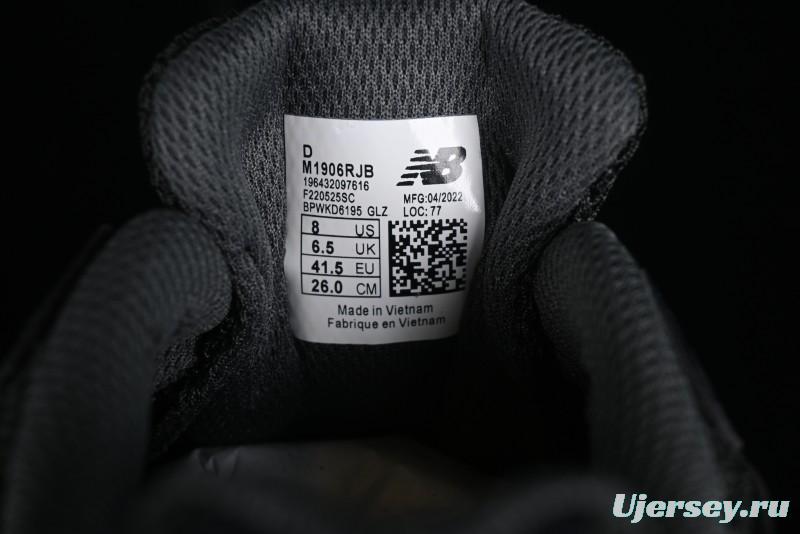 D
M1906RJB
196432097616
F220525SC
BPWKD6195 GLZ
NB
MFG:04/2022
LOC: 77
8 US
6.5 UK
41.5 EU
26.0 CM
Made in Vietnam
Fabrique en Vietnam
Ujersey.ru